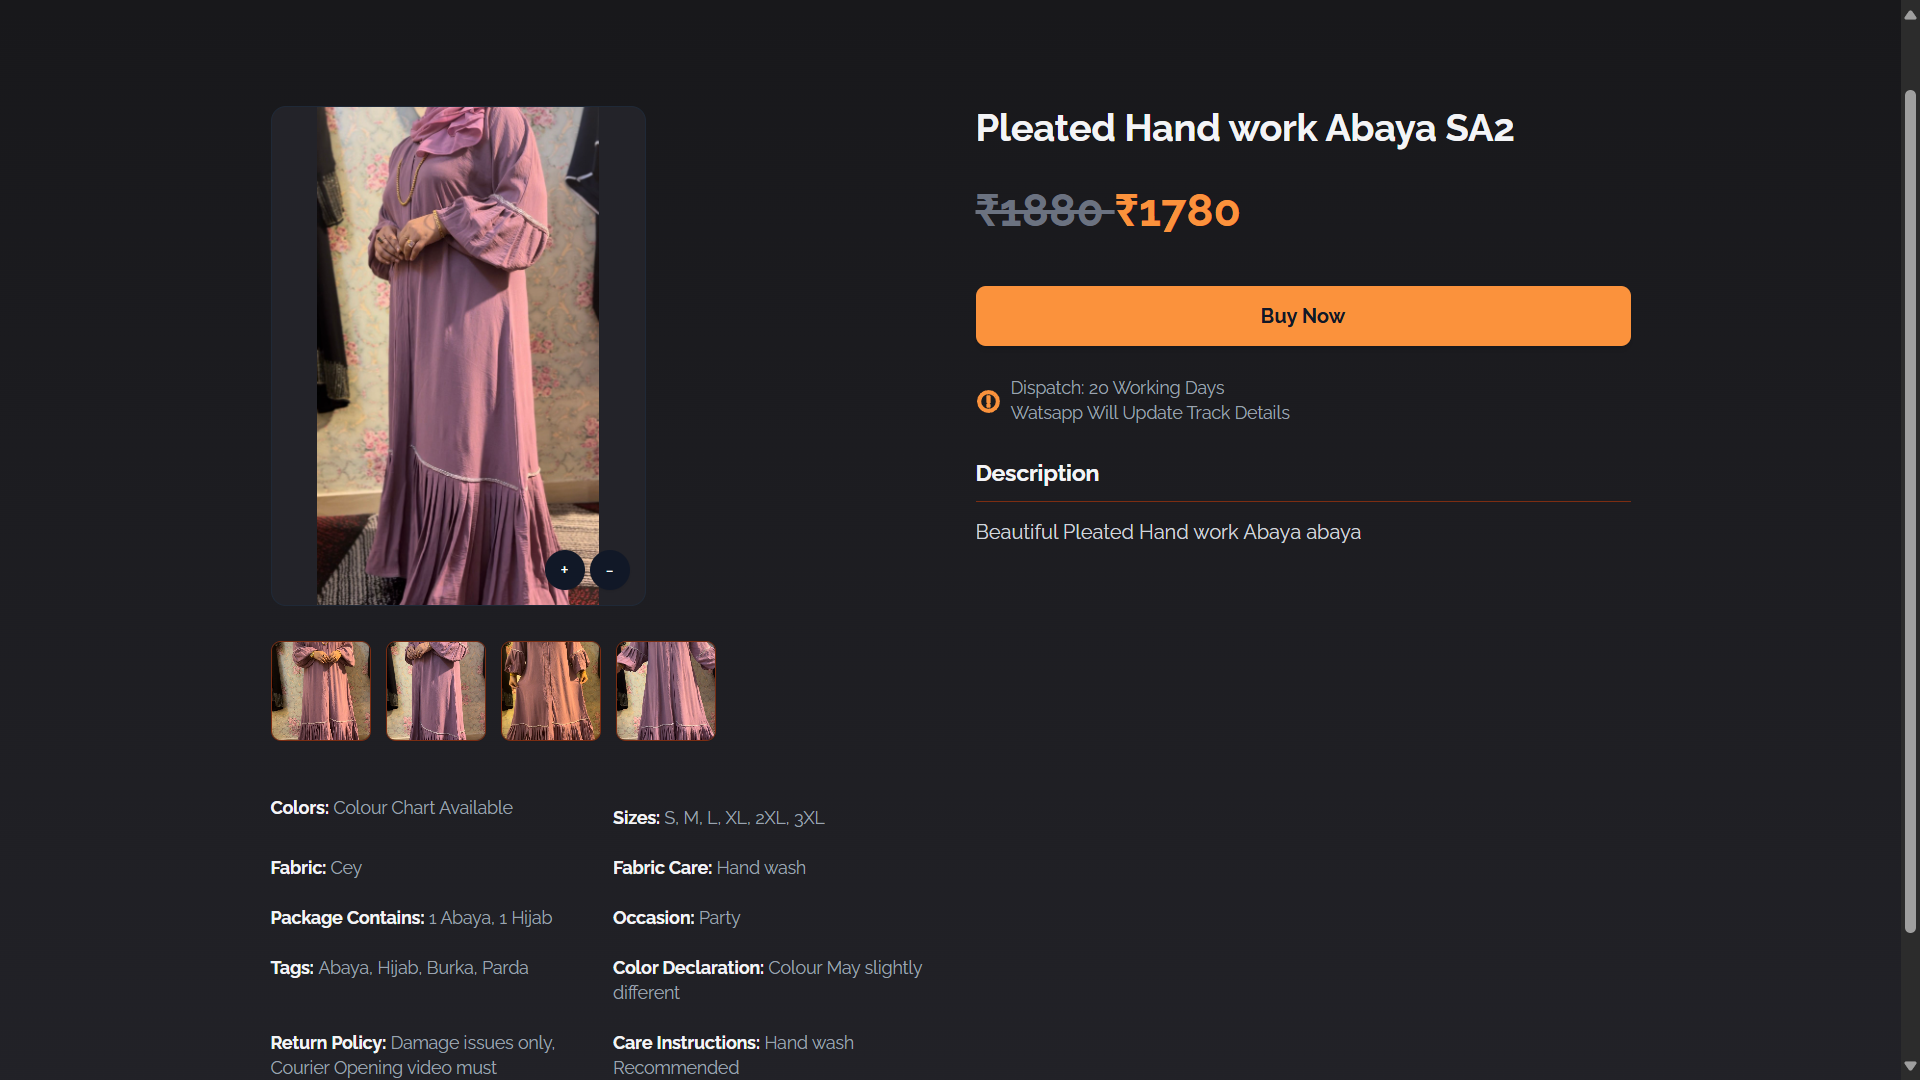 Pleated Hand work Abaya SA2
₹1880 ₹1780
Buy Now
Dispatch: 20 Working Days
Watsapp Will Update Track Details
Description
Beautiful Pleated Hand work Abaya abaya
+ −
Colors: Colour Chart Available
Sizes: S, M, L, XL, 2XL, 3XL
Fabric: Cey
Fabric Care: Hand wash
Package Contains: 1 Abaya, 1 Hijab
Occasion: Party
Tags: Abaya, Hijab, Burka, Parda
Color Declaration: Colour May slightly
different
Return Policy: Damage issues only,
Courier Opening video must
Care Instructions: Hand wash
Recommended